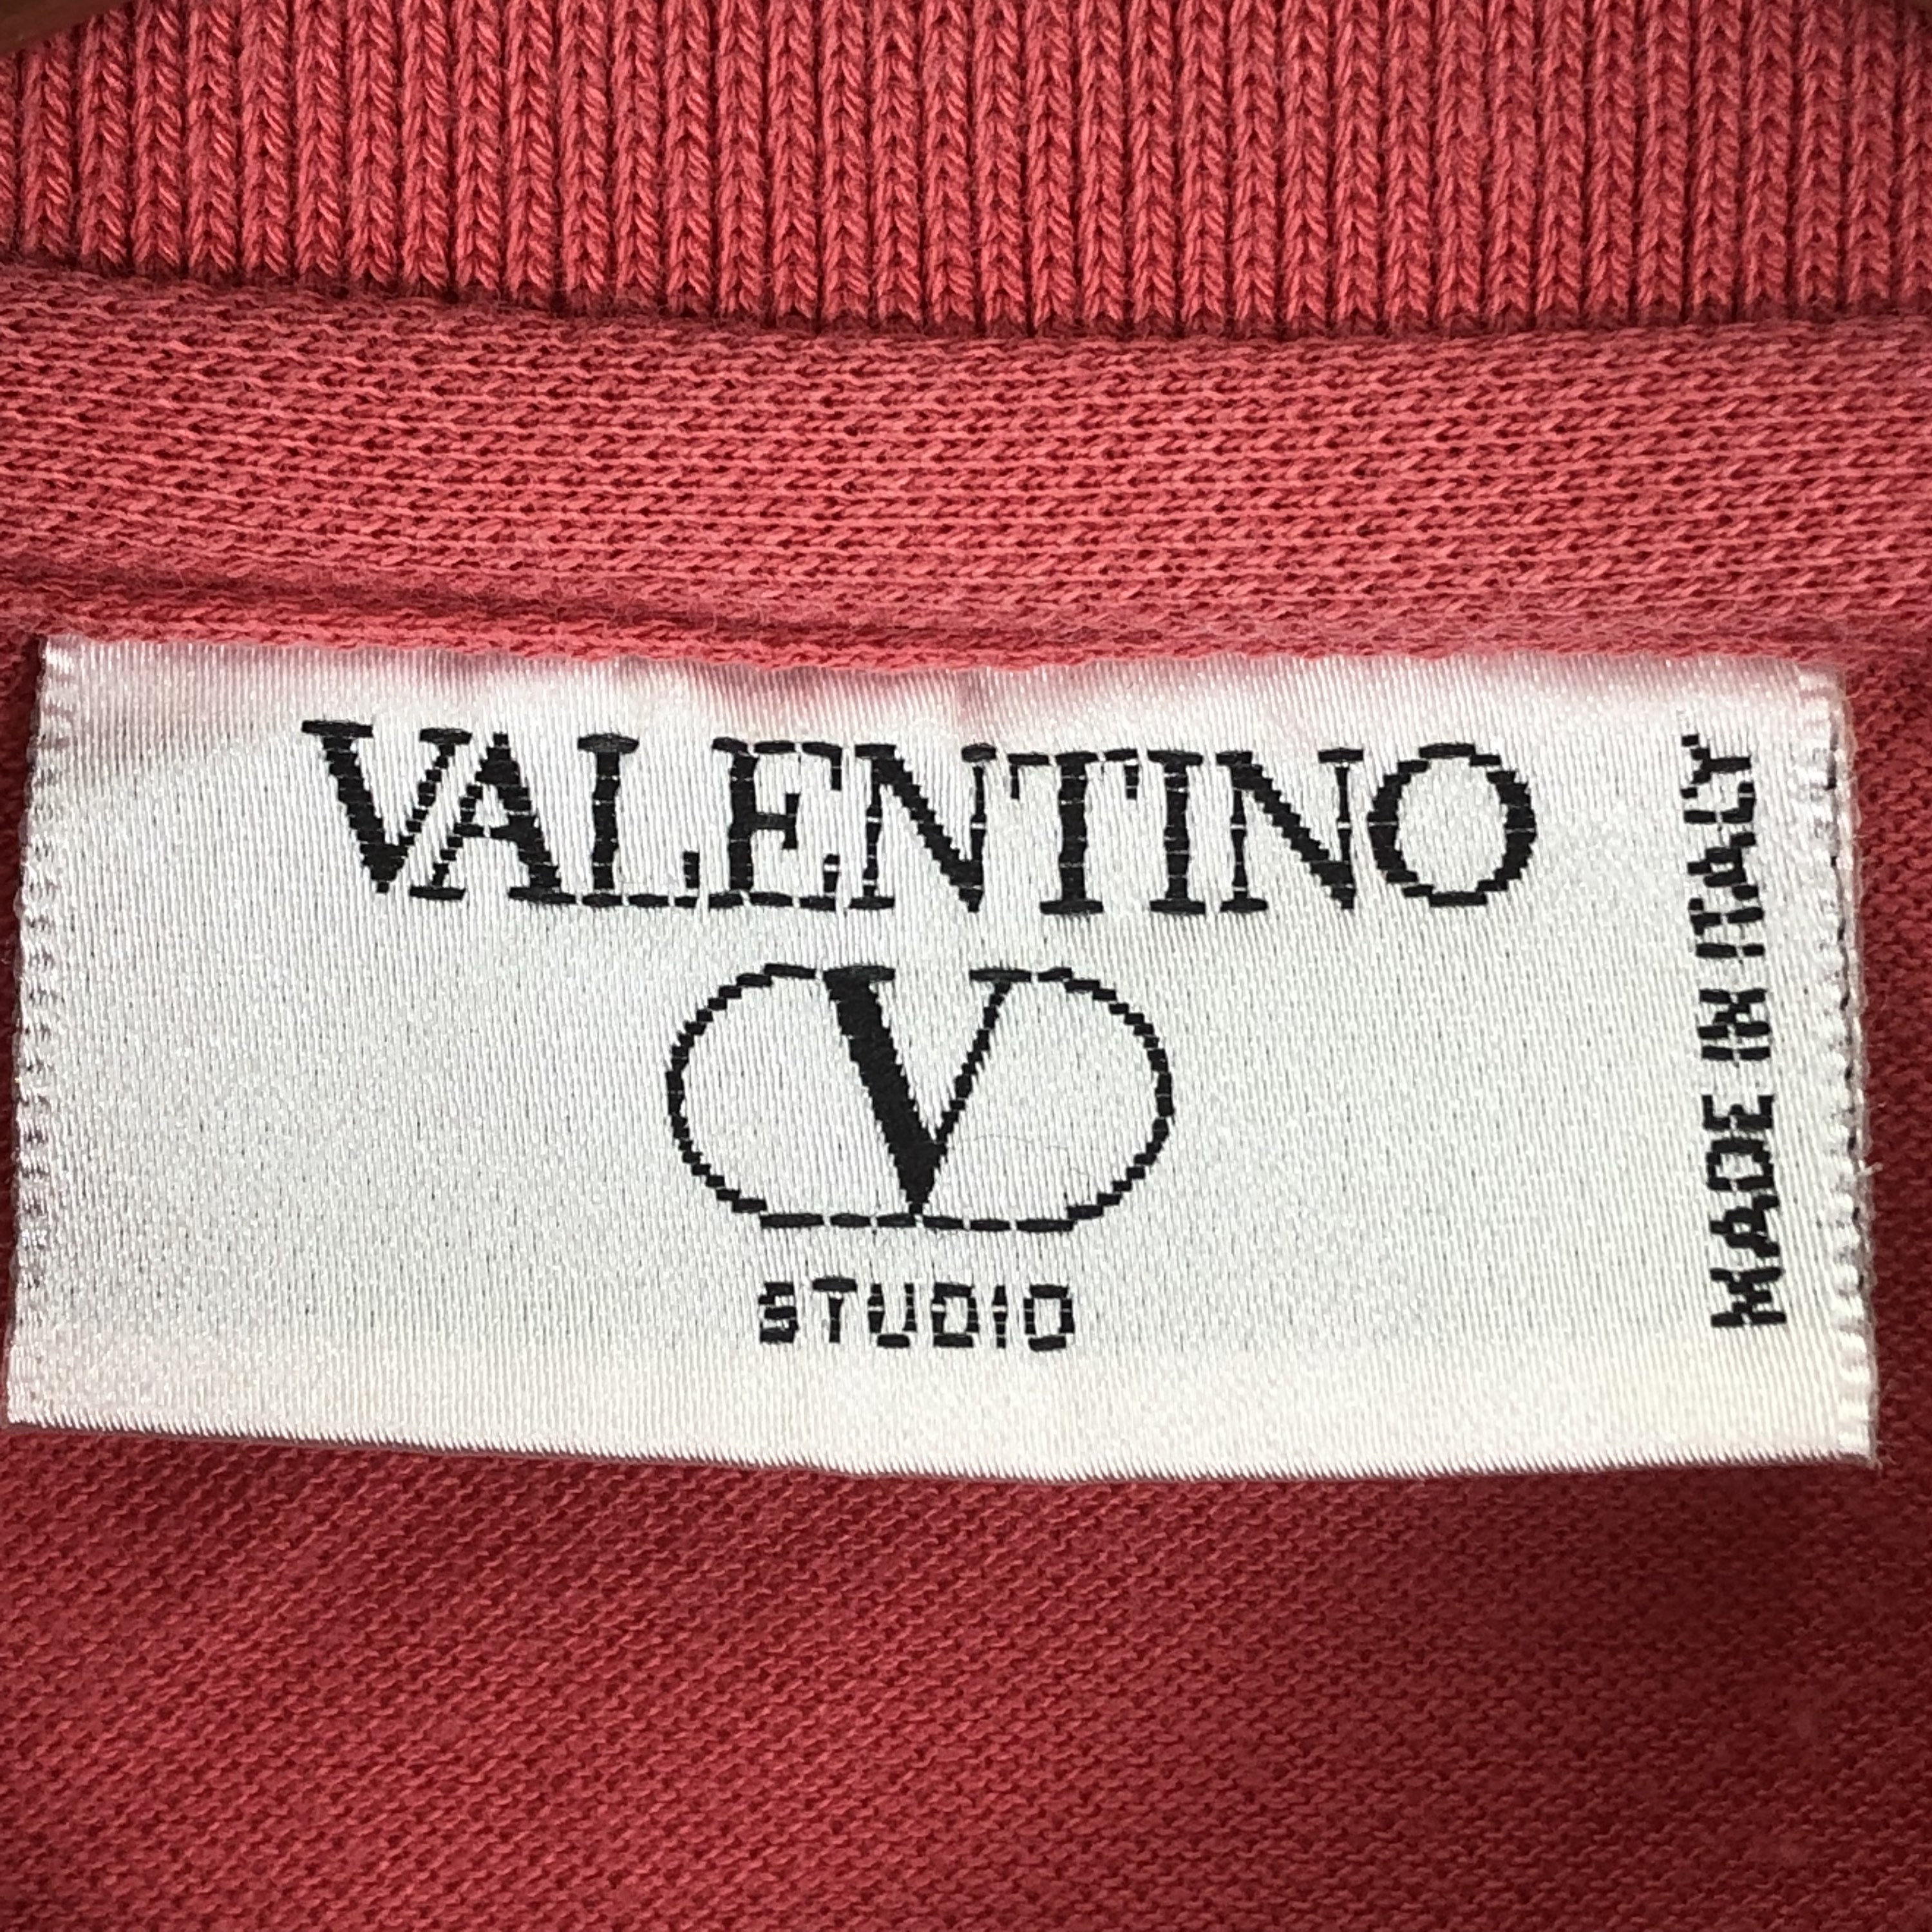 VALENTINO
V
STUDIO
MADE IN ITALY